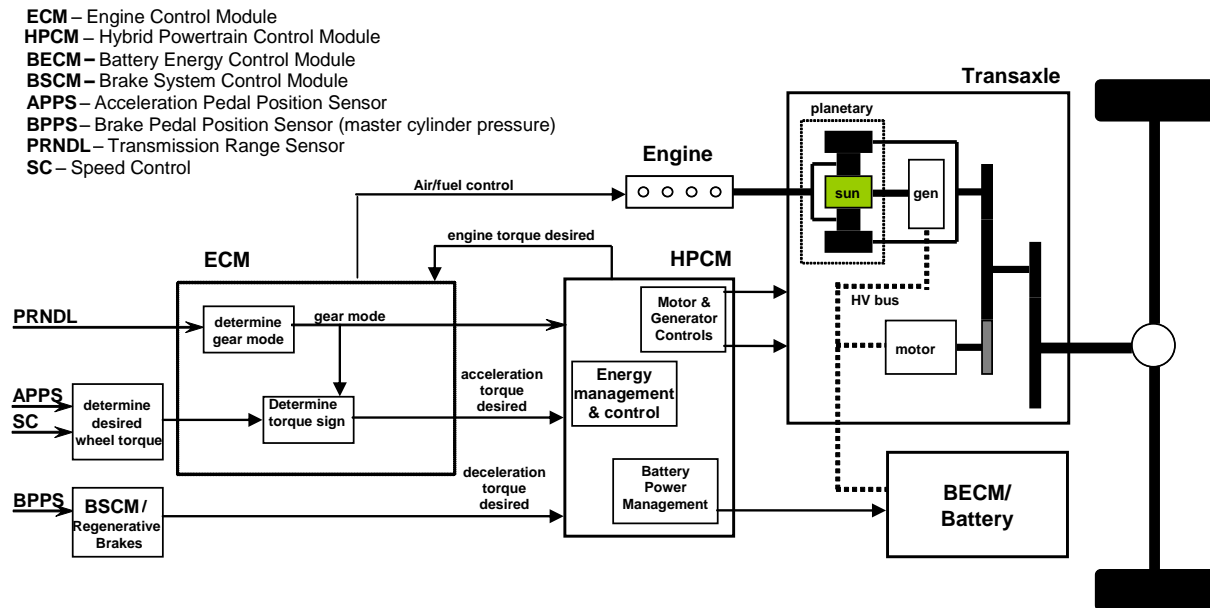 ECM – Engine Control Module
HPCM – Hybrid Powertrain Control Module
BECM – Battery Energy Control Module
BSCM – Brake System Control Module
APPS – Acceleration Pedal Position Sensor
BPPS – Brake Pedal Position Sensor (master cylinder pressure)
PRNDL – Transmission Range Sensor
SC – Speed Control
Transaxle
planetary
Engine
Air/fuel control
sun
gen
engine torque desired
ECM
HPCM
HV bus
PRNDL
determine
gear mode
gear mode
Motor &
Generator
Controls
motor
APPS
SC
determine
desired
wheel torque
Determine
torque sign
acceleration
torque
desired
Energy
management
& control
BPPS
BSCM /
Regenerative
Brakes
deceleration
torque
desired
Battery
Power
Management
BECM/
Battery